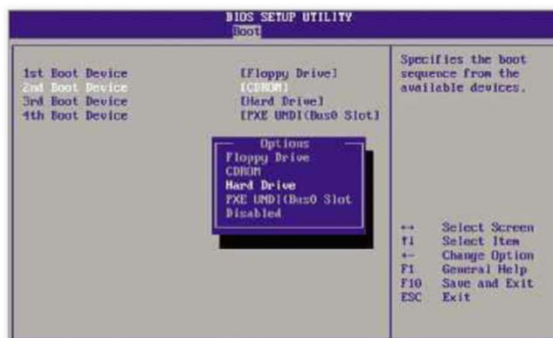 BIOS SETUP UTILITY
Boot
1st Boot Device [Floppy Drive]
2nd Boot Device [CDROM]
3rd Boot Device [Hard Drive]
4th Boot Device [PXE UNDI(Bus0 Slot]
Options
Floppy Drive
CDROM
Hard Drive
PXE UNDI(Bus0 Slot
Disabled
Specifies the boot
sequence from the
available devices.
↔ Select Screen
↑↓ Select Item
+- Change Option
F1 General Help
F10 Save and Exit
ESC Exit